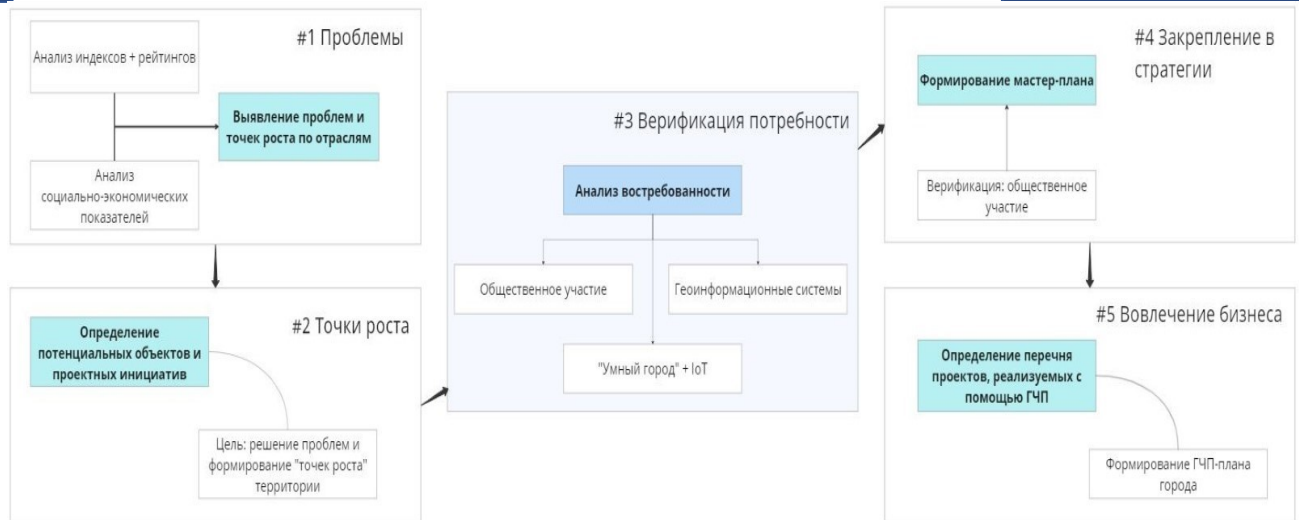 #1 Проблемы
Анализ индексов + рейтингов
Выявление проблем и
точек роста по отраслям
Анализ
социально-экономических
показателей
#2 Точки роста
Определение
потенциальных объектов и
проектных инициатив
Цель: решение проблем и
формирование "точек роста"
территории
#3 Верификация потребности
Анализ востребованности
Общественное участие
Геоинформационные системы
"Умный город" + IoT
#4 Закрепление в
стратегии
Формирование мастер-плана
Верификация: общественное
участие
#5 Вовлечение бизнеса
Определение перечня
проектов, реализуемых с
помощью ГЧП
Формирование ГЧП-плана
города